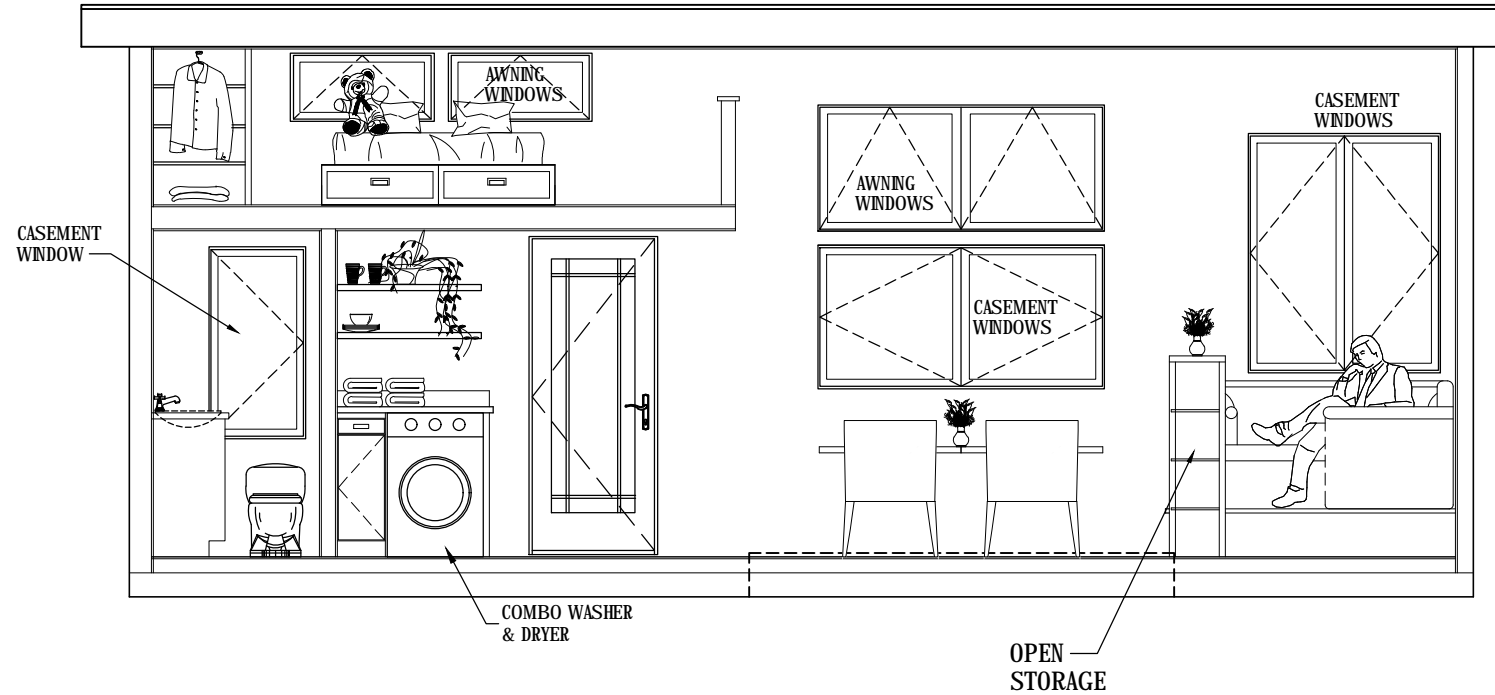 AWNING
WINDOWS
CASEMENT
WINDOWS
AWNING
WINDOWS
CASEMENT
WINDOW
CASEMENT
WINDOWS
COMBO WASHER
& DRYER
OPEN
STORAGE